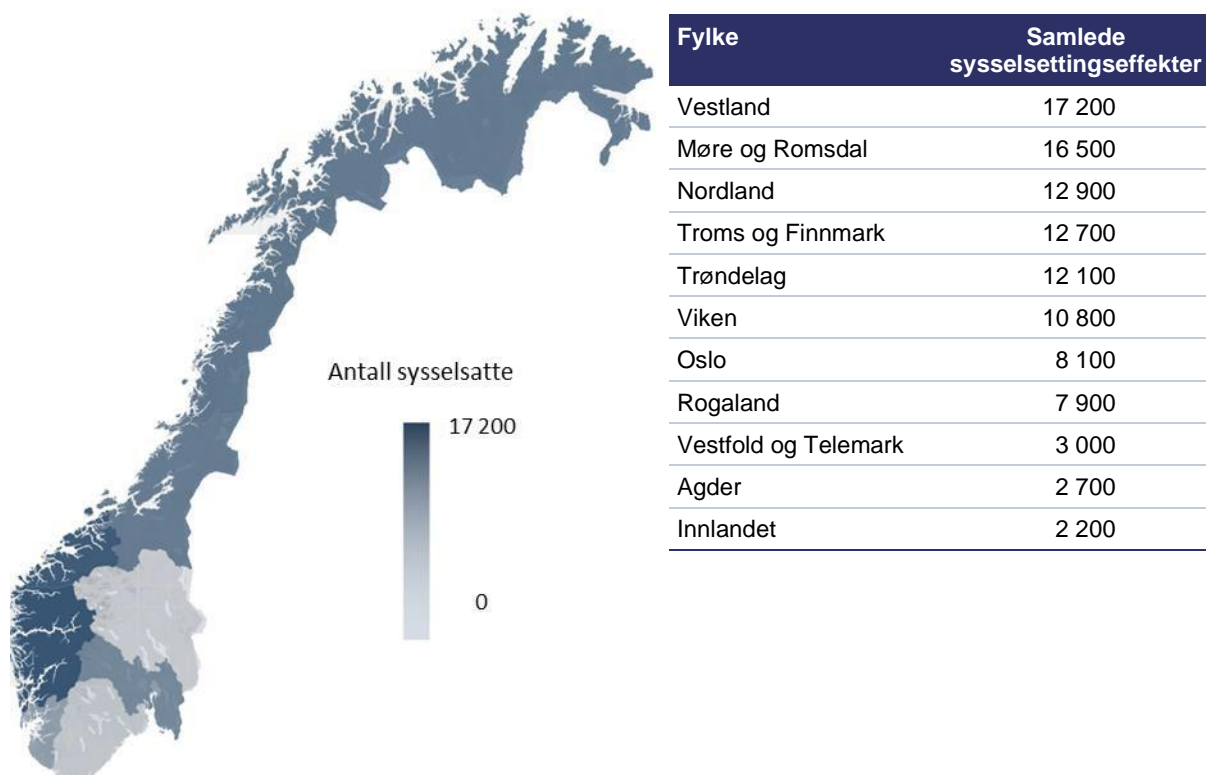 Antall sysselsatte
17 200
0
Fylke Samlede
sysselsettingseffekter
Vestland 17 200
Møre og Romsdal 16 500
Nordland 12 900
Troms og Finnmark 12 700
Trøndelag 12 100
Viken 10 800
Oslo 8 100
Rogaland 7 900
Vestfold og Telemark 3 000
Agder 2 700
Innlandet 2 200